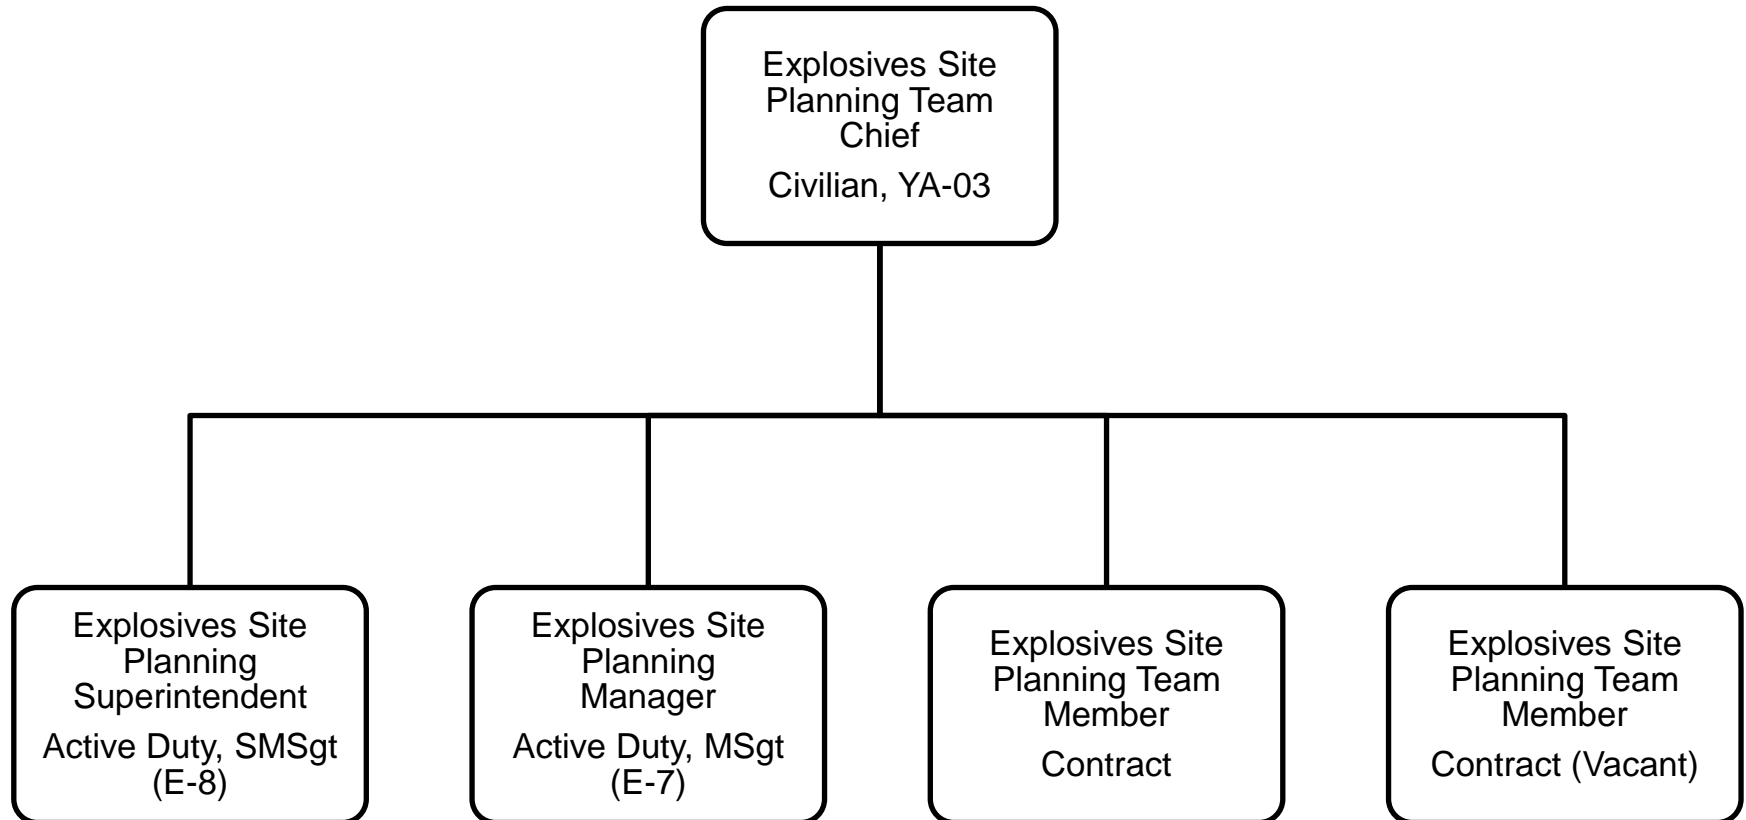 Explosives Site
Planning Team
Chief
Civilian, YA-03
Explosives Site
Planning
Superintendent
Active Duty, SMSgt
(E-8)
Explosives Site
Planning
Manager
Active Duty, MSgt
(E-7)
Explosives Site
Planning Team
Member
Contract
Explosives Site
Planning Team
Member
Contract (Vacant)